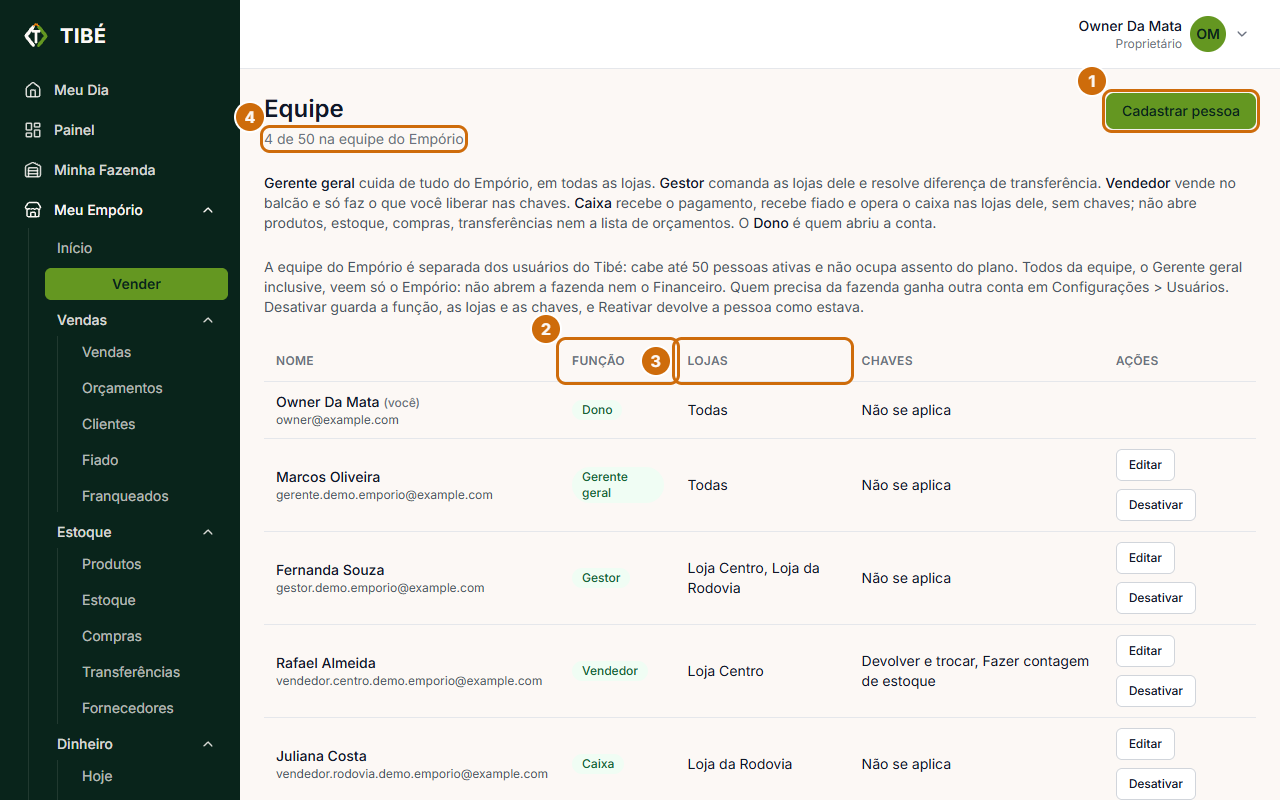 TIBÉ
Meu Dia
Painel
Minha Fazenda
Meu Empório
Início
Vender
Vendas
Vendas
Orçamentos
Clientes
Fiado
Franqueados
Estoque
Produtos
Estoque
Compras
Transferências
Fornecedores
Dinheiro
Hoje
Owner Da Mata
Proprietário
OM
1
Cadastrar pessoa
4
Equipe
4 de 50 na equipe do Empório
Gerente geral cuida de tudo do Empório, em todas as lojas. Gestor comanda as lojas dele e resolve diferença de transferência. Vendedor vende no
balcão e só faz o que você liberar nas chaves. Caixa recebe o pagamento, recebe fiado e opera o caixa nas lojas dele, sem chaves; não abre
produtos, estoque, compras, transferências nem a lista de orçamentos. O Dono é quem abriu a conta.
A equipe do Empório é separada dos usuários do Tibé: cabe até 50 pessoas ativas e não ocupa assento do plano. Todos da equipe, o Gerente geral
inclusive, veem só o Empório: não abrem a fazenda nem o Financeiro. Quem precisa da fazenda ganha outra conta em Configurações > Usuários.
Desativar guarda a função, as lojas e as chaves, e Reativar devolve a pessoa como estava.
2
NOME FUNÇÃO 3 LOJAS CHAVES AÇÕES
Owner Da Mata (você)
owner@example.com
Dono
Todas
Não se aplica
Marcos Oliveira
gerente.demo.emporio@example.com
Gerente
geral
Todas
Não se aplica
Editar
Desativar
Fernanda Souza
gestor.demo.emporio@example.com
Gestor
Loja Centro, Loja da
Rodovia
Não se aplica
Editar
Desativar
Rafael Almeida
vendedor.centro.demo.emporio@example.com
Vendedor
Loja Centro
Devolver e trocar, Fazer contagem
de estoque
Editar
Desativar
Juliana Costa
vendedor.rodovia.demo.emporio@example.com
Caixa
Loja da Rodovia
Não se aplica
Editar
Desativar